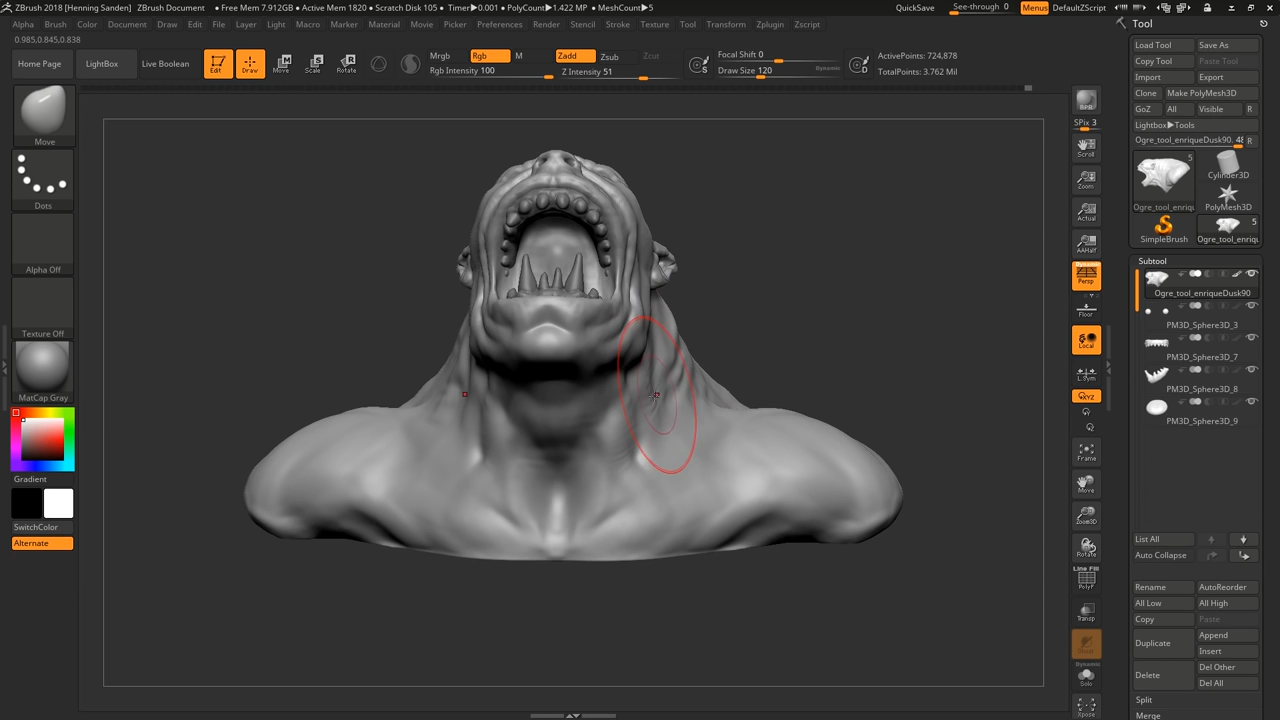 ZBrush 2018 [Henning Sanden] ZBrush Document ● Free Mem 7.912GB ● Active Mem 1820 ● Scratch Disk 105 ● Timer▶0.001 ● PolyCount▶1.422 MP ● MeshCount▶5 QuickSave See-through 0 Menus DefaultZScript
Alpha Brush Color Document Draw Edit File Layer Light Macro Marker Material Movie Picker Preferences Render Stencil Stroke Texture Tool Transform Zplugin Zscript
0.985,0.845,0.838
Home Page LightBox Live Boolean Edit Draw Move Scale Rotate
Mrgb Rgb M Zadd Zsub Zcut
Rgb Intensity 100 Z Intensity 51
Focal Shift 0
Draw Size 120 Dynamic
S
D
ActivePoints: 724.878
TotalPoints: 3.762 Mil
Move
Dots
Alpha Off
Texture Off
MatCap Gray
Gradient
SwitchColor
Alternate
BPR
SPix 3
Scroll
Zoom
Actual
AAHalf
Dynamic
Persp
Floor
Local
L.Sym
XYZ
Frame
Move
Zoom3D
Rotate
Line Fill
PolyF
Transp
Dynamic
Solo
Xpose
Tool
Load Tool Save As
Copy Tool Paste Tool
Import Export
Clone Make PolyMesh3D
GoZ All Visible R
Lightbox▶Tools
Ogre_tool_enriqueDusk90. 48 R
5
Cylinder3D
Ogre_tool_enriqu PolyMesh3D
5
SimpleBrush Ogre_tool_enriqu
Subtool
Ogre_tool_enriqueDusk90
PM3D_Sphere3D_3
PM3D_Sphere3D_7
PM3D_Sphere3D_8
PM3D_Sphere3D_9
List All
Auto Collapse
Rename AutoReorder
All Low All High
Copy Paste
Duplicate Append
Insert
Delete Del Other
Del All
Split
Merge